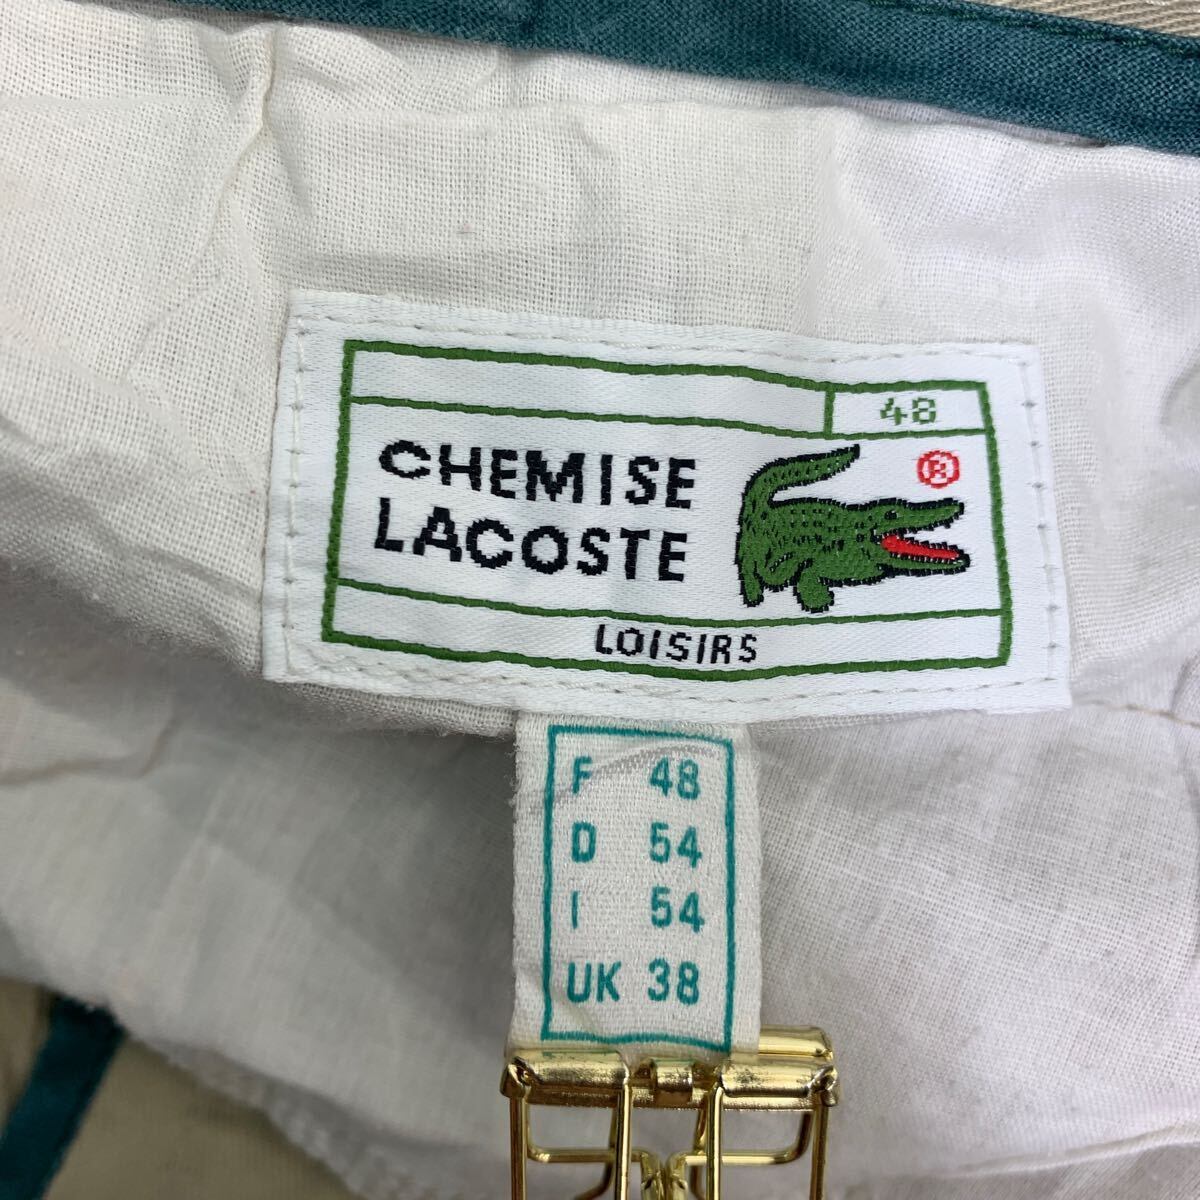 48
CHEMISE
LACOSTE
®
LOISIRS
F 48
D 54
I 54
UK 38